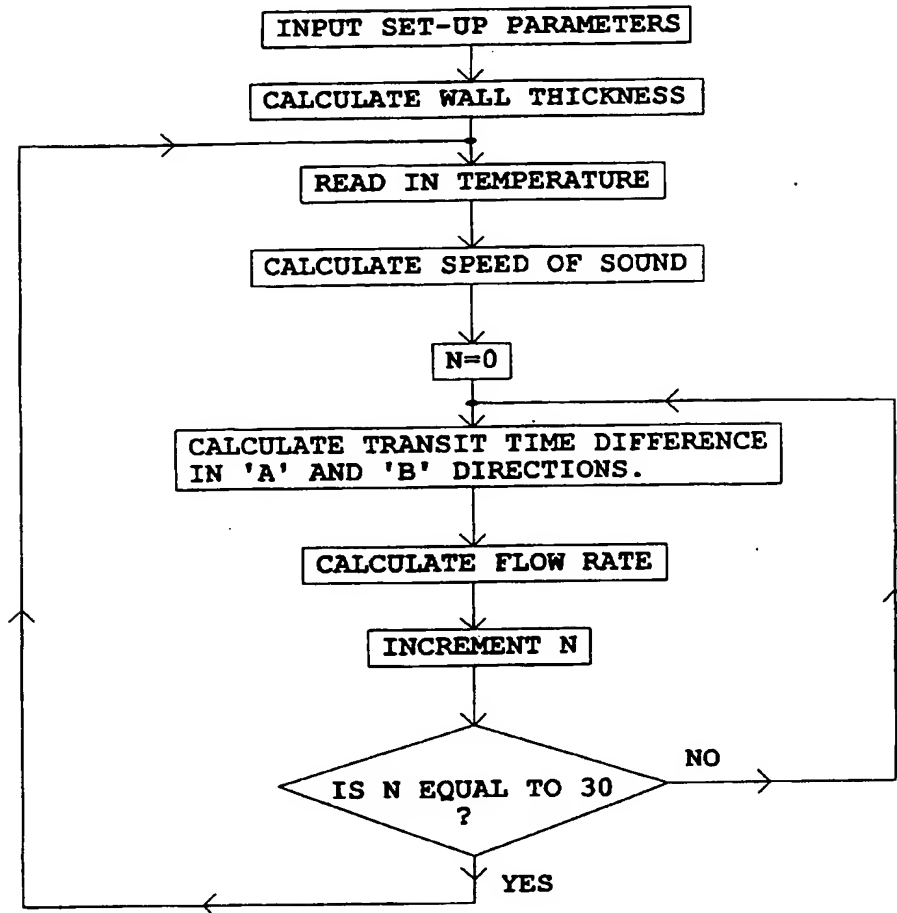 INPUT SET-UP PARAMETERS
CALCULATE WALL THICKNESS
READ IN TEMPERATURE
CALCULATE SPEED OF SOUND
N=0
CALCULATE TRANSIT TIME DIFFERENCE
IN 'A' AND 'B' DIRECTIONS.
CALCULATE FLOW RATE
INCREMENT N
NO
IS N EQUAL TO 30
?
YES